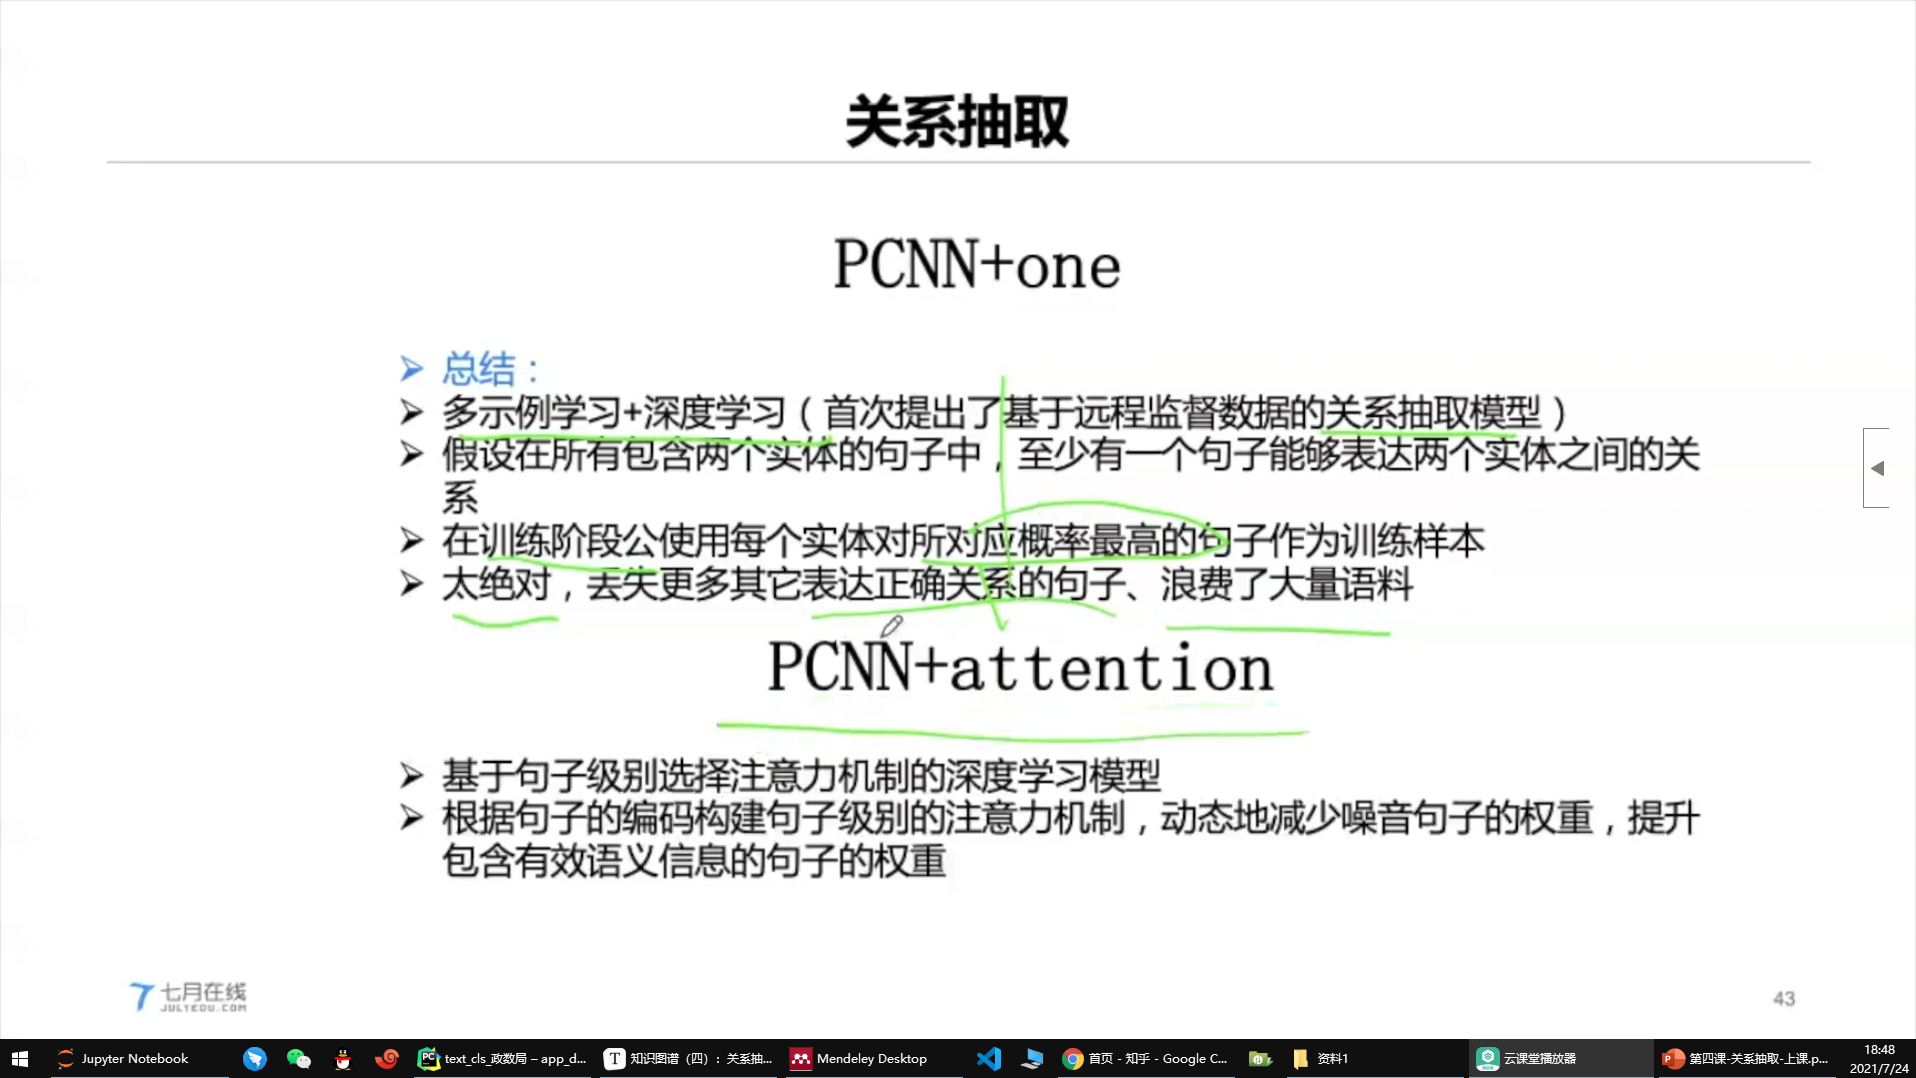 关系抽取
PCNN+one
➢ 总结：
➢ 多示例学习+深度学习（首次提出了基于远程监督数据的关系抽取模型）
➢ 假设在所有包含两个实体的句子中，至少有一个句子能够表达两个实体之间的关
系
➢ 在训练阶段公使用每个实体对所对应概率最高的句子作为训练样本
➢ 太绝对，丢失更多其它表达正确关系的句子、浪费了大量语料
PCNN+attention
➢ 基于句子级别选择注意力机制的深度学习模型
➢ 根据句子的编码构建句子级别的注意力机制，动态地减少噪音句子的权重，提升
包含有效语义信息的句子的权重
七月在线
JULYEDU.COM
43
Jupyter Notebook
text_cls_政数局 – app_d...
知识图谱（四）：关系抽...
Mendeley Desktop
首页 - 知乎 - Google C...
资料1
云课堂播放器
第四课-关系抽取-上课.p...
18:48
2021/7/24